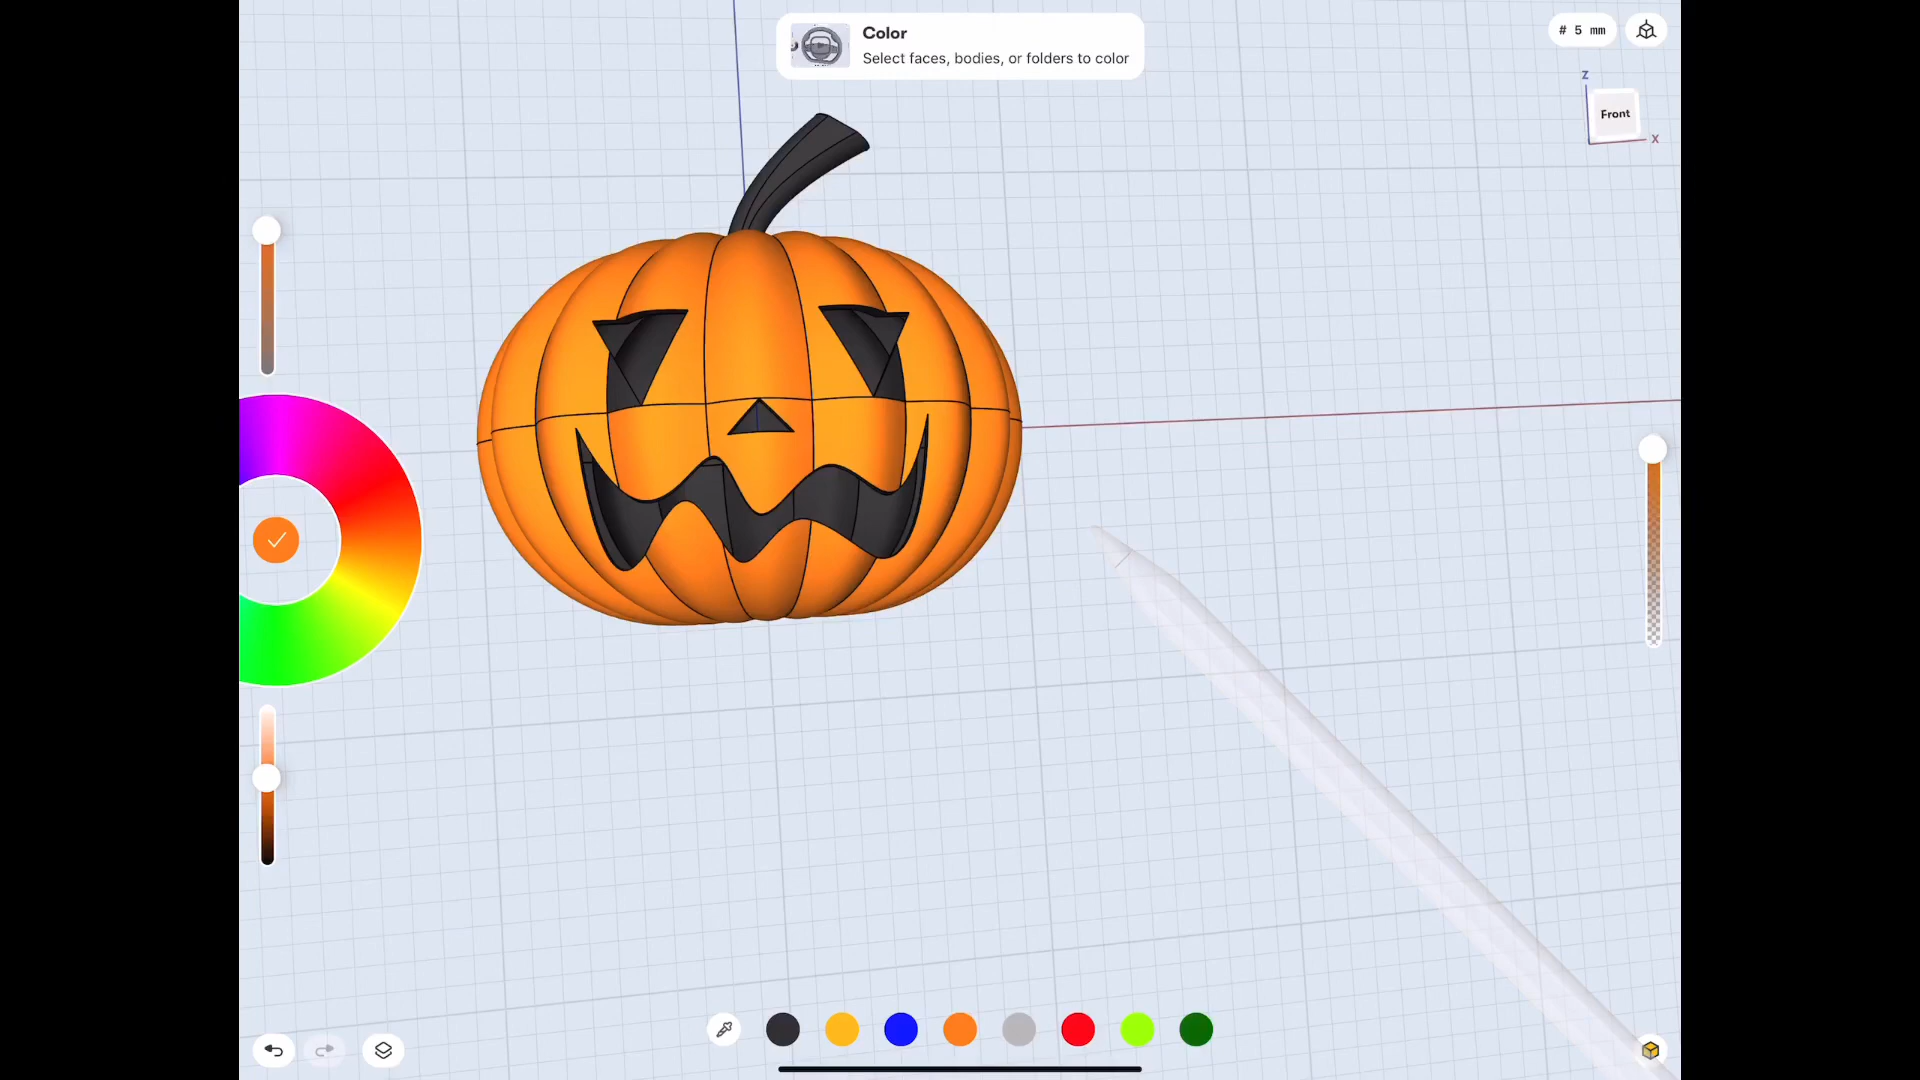 Color
Select faces, bodies, or folders to color
# 5 mm
Z
Front
X